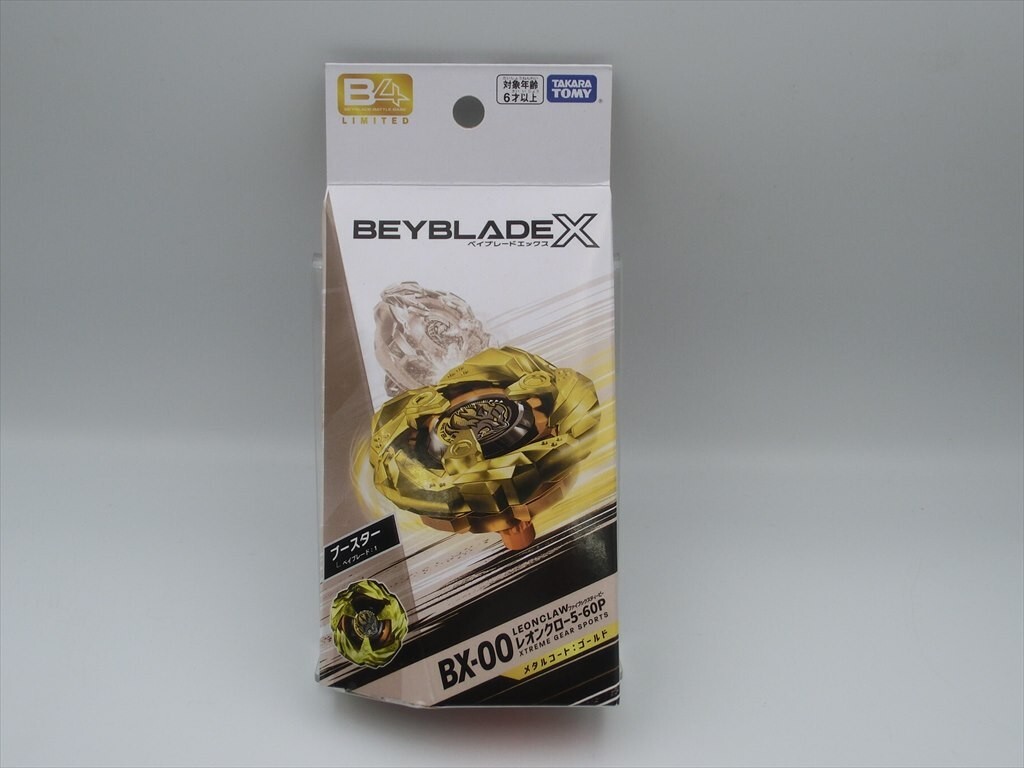 B4
LIMITED
対象年齢
6才以上
TAKARA
TOMY
BEYBLADE X
ベイブレードエックス
ブースター
ベイブレード:1
BX-00
LEONCLAW
レオンクロー5-60P
XTREME GEAR SPORTS
メタルコート:ゴールド